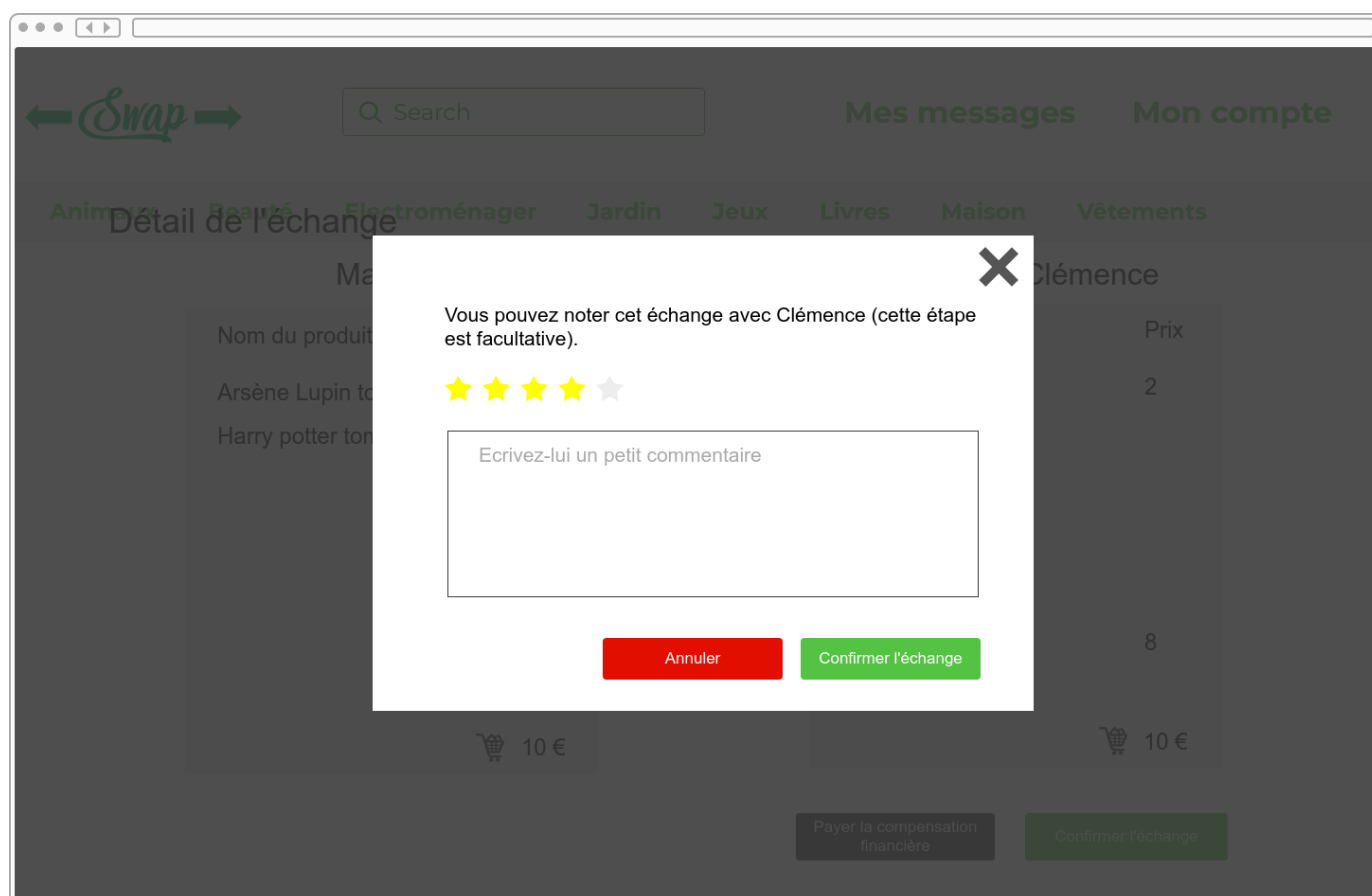 Swap
Search
Mes messages
Mon compte
Animaux Beauté Electroménager Jardin Jeux Livres Maison Vêtements
Détail de l'échange
Clémence
Nom du produit
Prix
Arsène Lupin
2
Harry potter
8
10 €
10 €
Payer la compensation
financière
Confirmer l'échange
Vous pouvez noter cet échange avec Clémence (cette étape
est facultative).
Ecrivez-lui un petit commentaire
Annuler
Confirmer l'échange